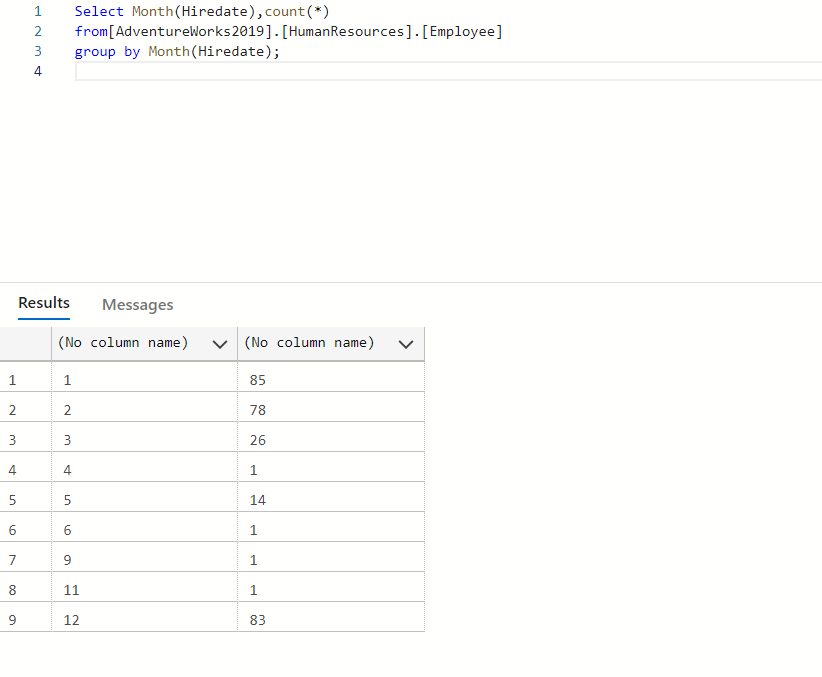 1 Select Month(Hiredate),count(*)
2 from[AdventureWorks2019].[HumanResources].[Employee]
3 group by Month(Hiredate);
4
Results Messages
(No column name) (No column name)
1 1 85
2 2 78
3 3 26
4 4 1
5 5 14
6 6 1
7 9 1
8 11 1
9 12 83